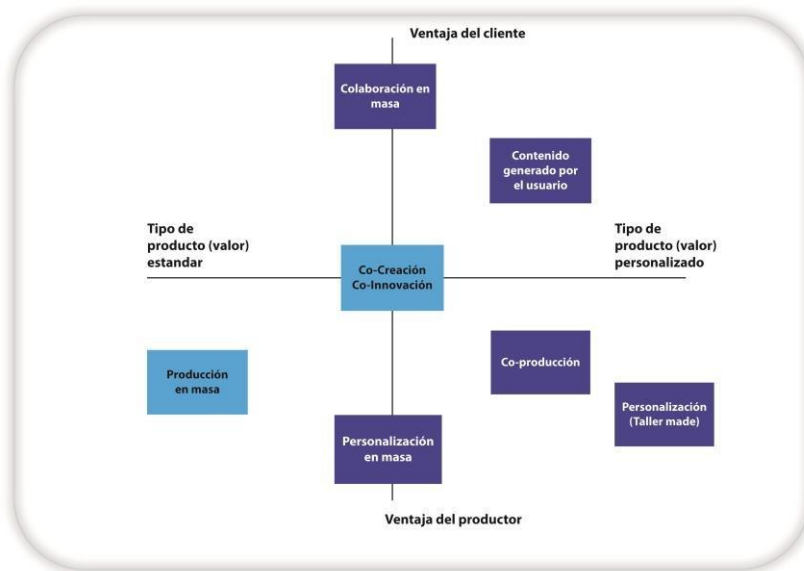 Ventaja del cliente
Colaboración en
masa
Contenido
generado por
el usuario
Tipo de
producto (valor)
estandar
Tipo de
producto (valor)
personalizado
Co-Creación
Co-Innovación
Producción
en masa
Co-producción
Personalización
(Taller made)
Personalización
en masa
Ventaja del productor